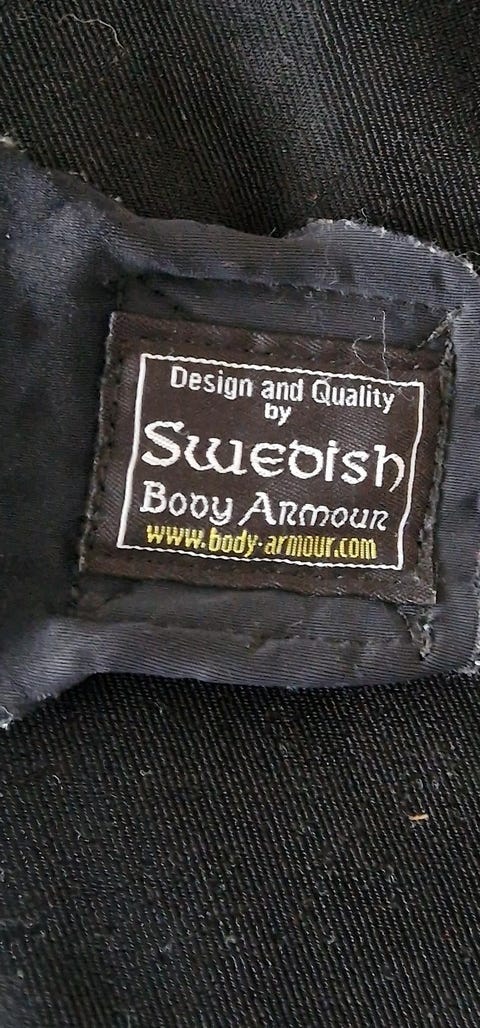 Design and Quality
by
Swedish
Body Armour
www.body-armour.com